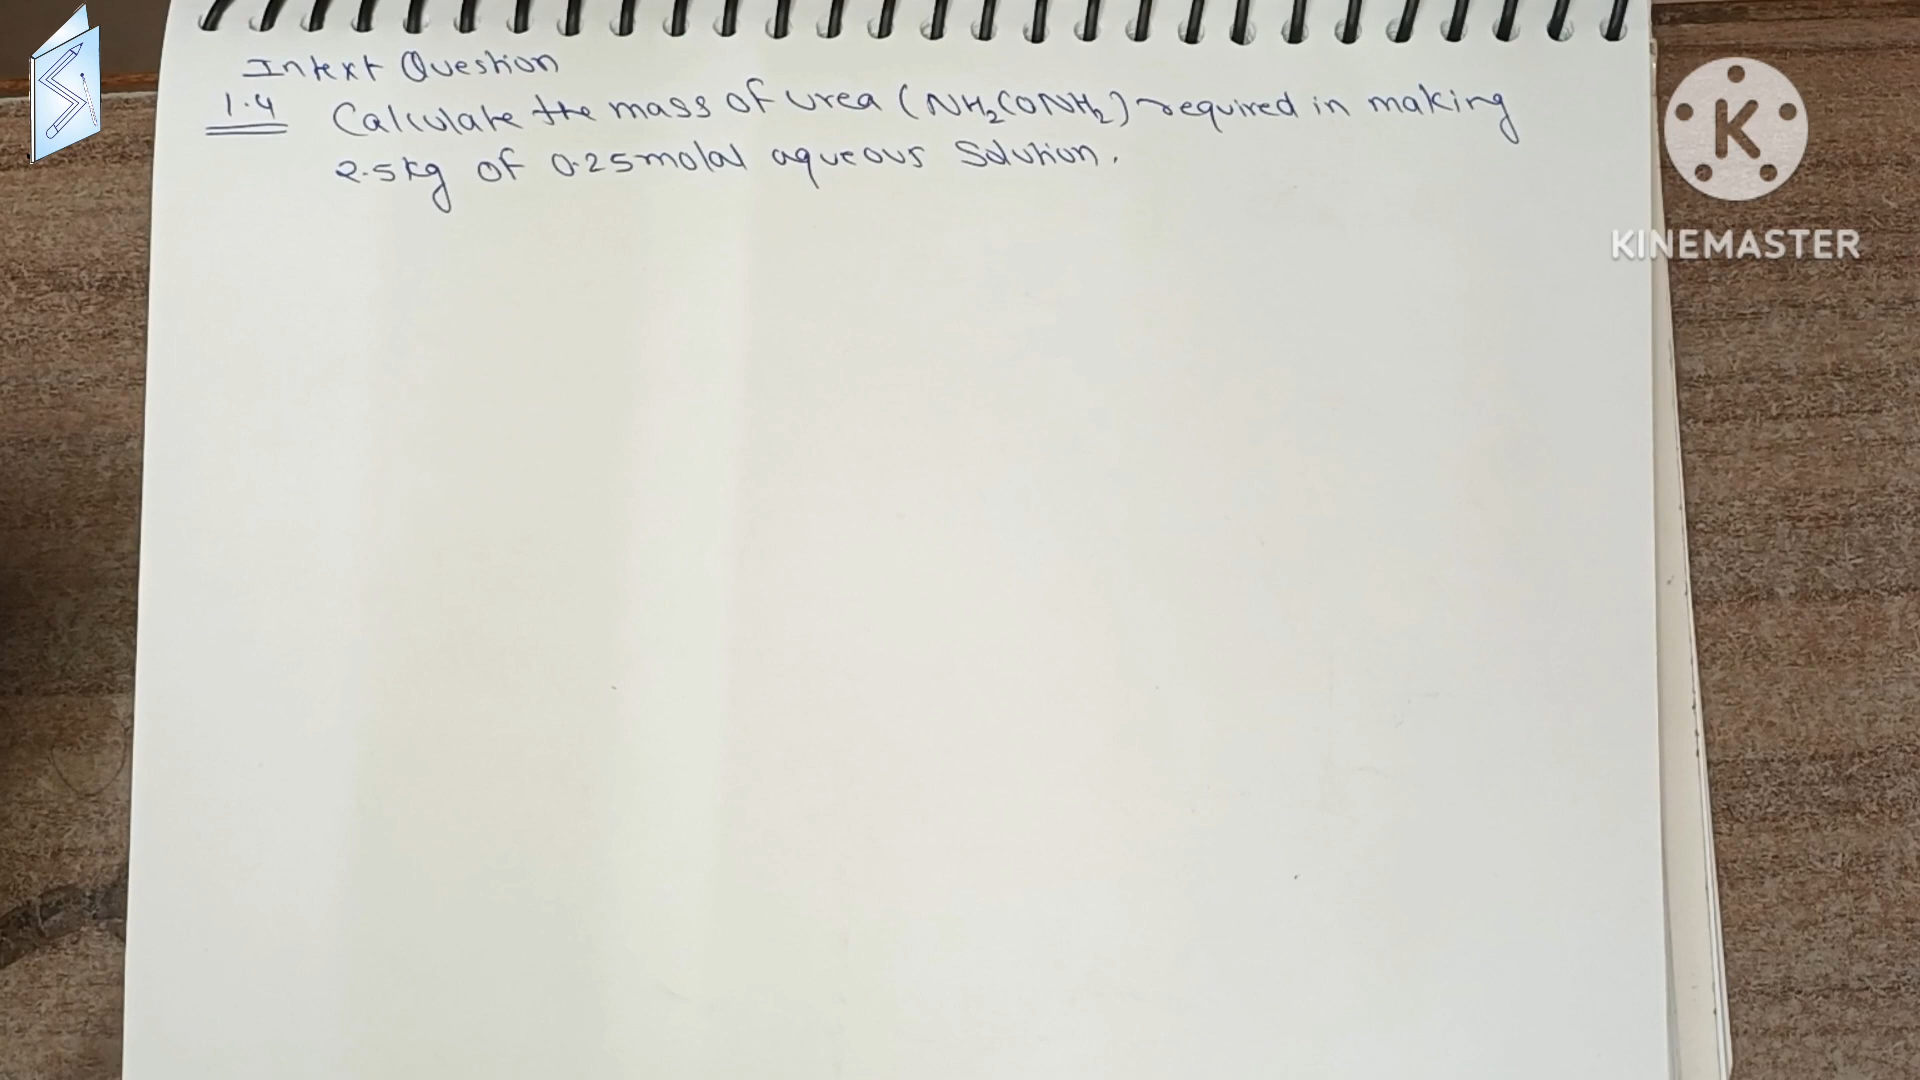 Intext Question
1.4 Calculate the mass of urea (NH₂CONH₂) required in making
2.5kg of 0.25molal aqueous Solution.
K
KINEMASTER